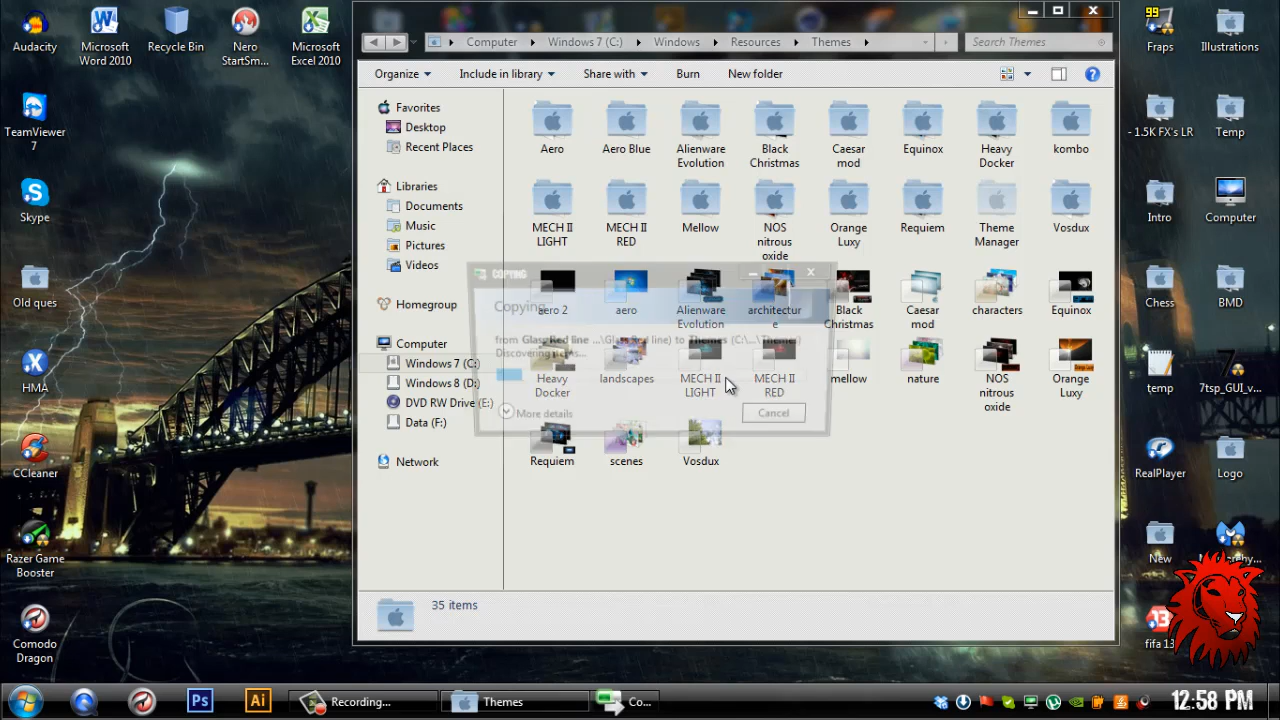 Audacity
Microsoft
Word 2010
Recycle Bin
Nero
StartSm...
Microsoft
Excel 2010
TeamViewer
7
Skype
Old ques
HMA
CCleaner
Razer Game
Booster
Comodo
Dragon
Computer
Windows 7 (C:)
Windows
Resources
Themes
Search Themes
Organize
Include in library
Share with
Burn
New folder
Favorites
Desktop
Recent Places
Libraries
Documents
Music
Pictures
Videos
Homegroup
Computer
Windows 7 (C:)
Windows 8 (D:)
DVD RW Drive (E:)
Data (F:)
Network
Aero
Aero Blue
Alienware
Evolution
Black
Christmas
Caesar
mod
Equinox
Heavy
Docker
kombo
MECH II
LIGHT
MECH II
RED
Mellow
NOS
nitrous
oxide
Orange
Luxy
Requiem
Theme
Manager
Vosdux
aero 2
aero
Alienware
Evolution
architectur
e
Black
Christmas
Caesar
mod
characters
Equinox
Heavy
Docker
landscapes
MECH II
LIGHT
MECH II
RED
mellow
nature
NOS
nitrous
oxide
Orange
Luxy
Requiem
scenes
Vosdux
COPYING
Copying
from Glass Red line ...\Glass Red line) to Themes (C:\...\Themes)
Discovering items...
More details
Cancel
35 items
99
Fraps
Illustrations
- 1.5K FX's LR
Temp
Intro
Computer
Chess
BMD
temp
7tsp_GUI_v...
RealPlayer
Logo
New
fifa 13
Ps
Ai
Recording...
Themes
Co...
12:58 PM